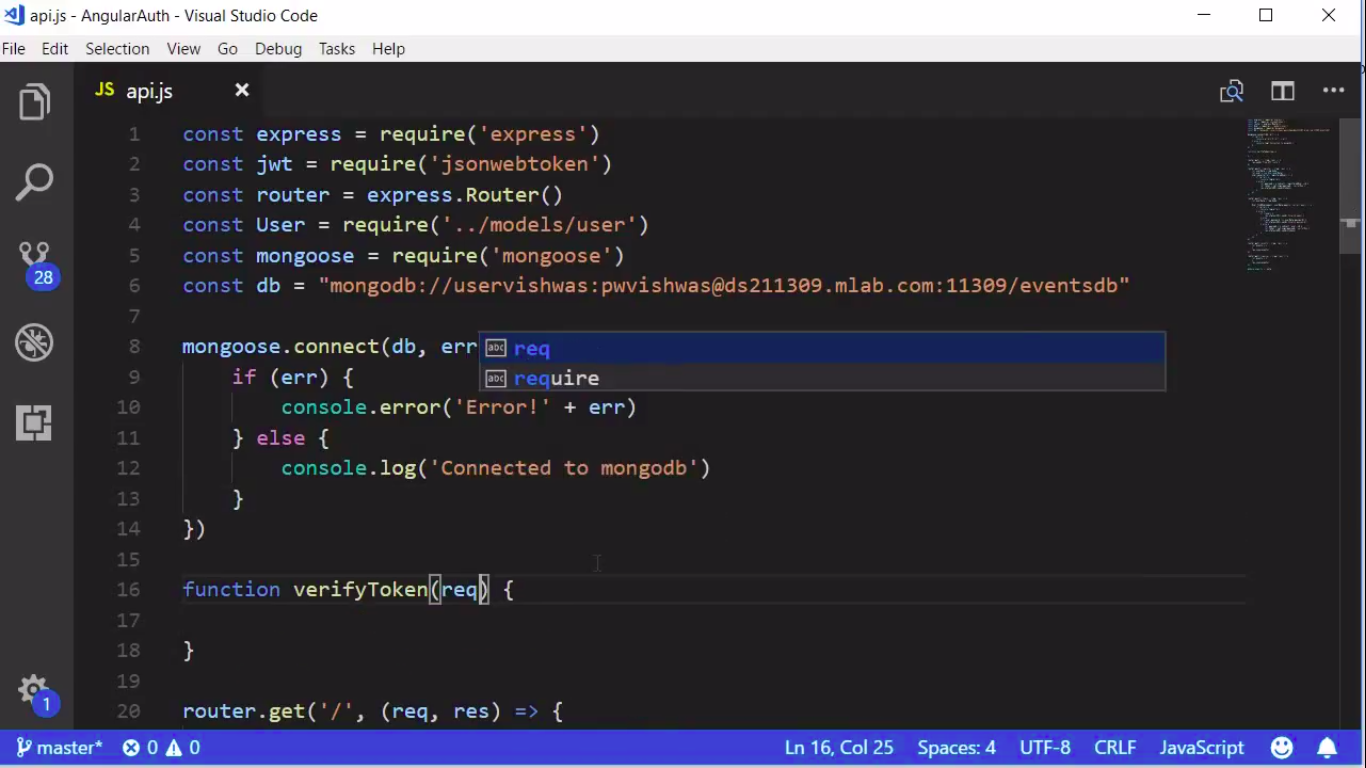 api.js - AngularAuth - Visual Studio Code
File Edit Selection View Go Debug Tasks Help
JS api.js
1 const express = require('express')
2 const jwt = require('jsonwebtoken')
3 const router = express.Router()
4 const User = require('../models/user')
5 const mongoose = require('mongoose')
6 const db = "mongodb://uservishwas:pwvishwas@ds211309.mlab.com:11309/eventsdb"
7
8 mongoose.connect(db, err
abc req
abc require
9 if (err) {
10 console.error('Error!' + err)
11 } else {
12 console.log('Connected to mongodb')
13 }
14 })
15
16 function verifyToken(req) {
17
18 }
19
20 router.get('/', (req, res) => {
28
1
master* 0 0 Ln 16, Col 25 Spaces: 4 UTF-8 CRLF JavaScript